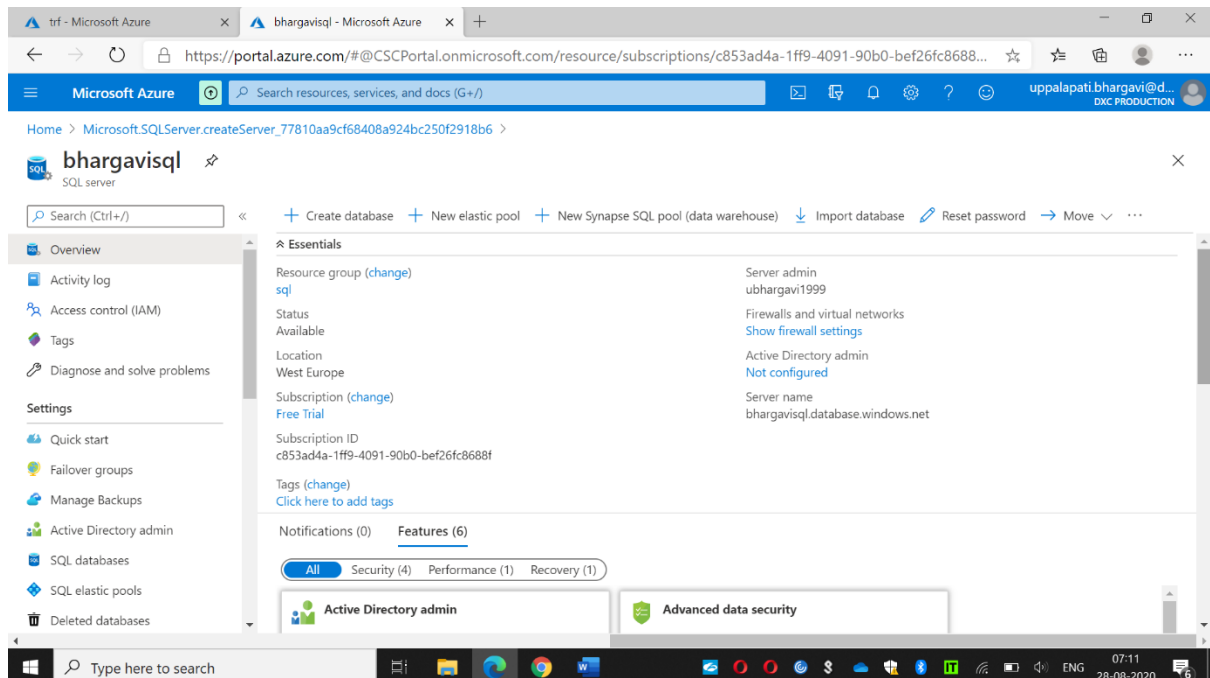 trf - Microsoft Azure
bhargavisql - Microsoft Azure
https://portal.azure.com/#@CSCPortal.onmicrosoft.com/resource/subscriptions/c853ad4a-1ff9-4091-90b0-bef26fc8688...
Microsoft Azure
Search resources, services, and docs (G+/)
uppalapati.bhargavi@d...
DXC PRODUCTION
Home > Microsoft.SQLServer.createServer_77810aa9cf68408a924bc250f2918b6 >
bhargavisql
SQL
SQL server
Search (Ctrl+/)
Create database New elastic pool New Synapse SQL pool (data warehouse) Import database Reset password Move ...
Overview
Activity log
Access control (IAM)
Tags
Diagnose and solve problems
Settings
Quick start
Failover groups
Manage Backups
Active Directory admin
SQL databases
SQL elastic pools
Deleted databases
Essentials
Resource group (change)
sql
Status
Available
Location
West Europe
Subscription (change)
Free Trial
Subscription ID
c853ad4a-1ff9-4091-90b0-bef26fc8688f
Tags (change)
Click here to add tags
Server admin
ubhargavi1999
Firewalls and virtual networks
Show firewall settings
Active Directory admin
Not configured
Server name
bhargavisql.database.windows.net
Notifications (0) Features (6)
All Security (4) Performance (1) Recovery (1)
Active Directory admin
Advanced data security
Type here to search
ENG
07:11
28-08-2020
6